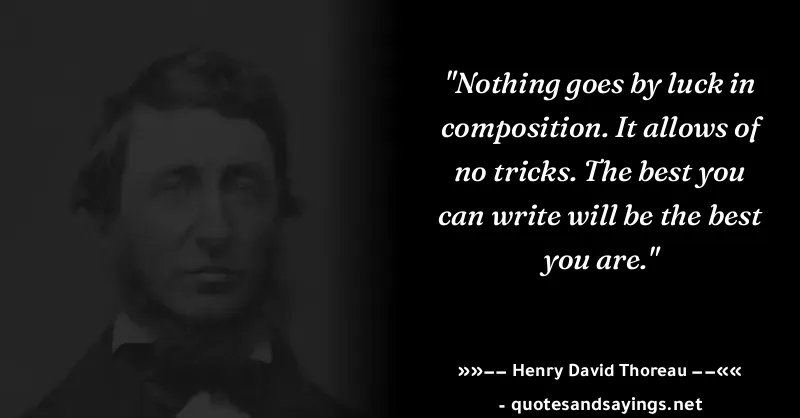 "Nothing goes by luck in
composition. It allows of
no tricks. The best you
can write will be the best
you are."
»»−− Henry David Thoreau −−««
- quotesandsayings.net